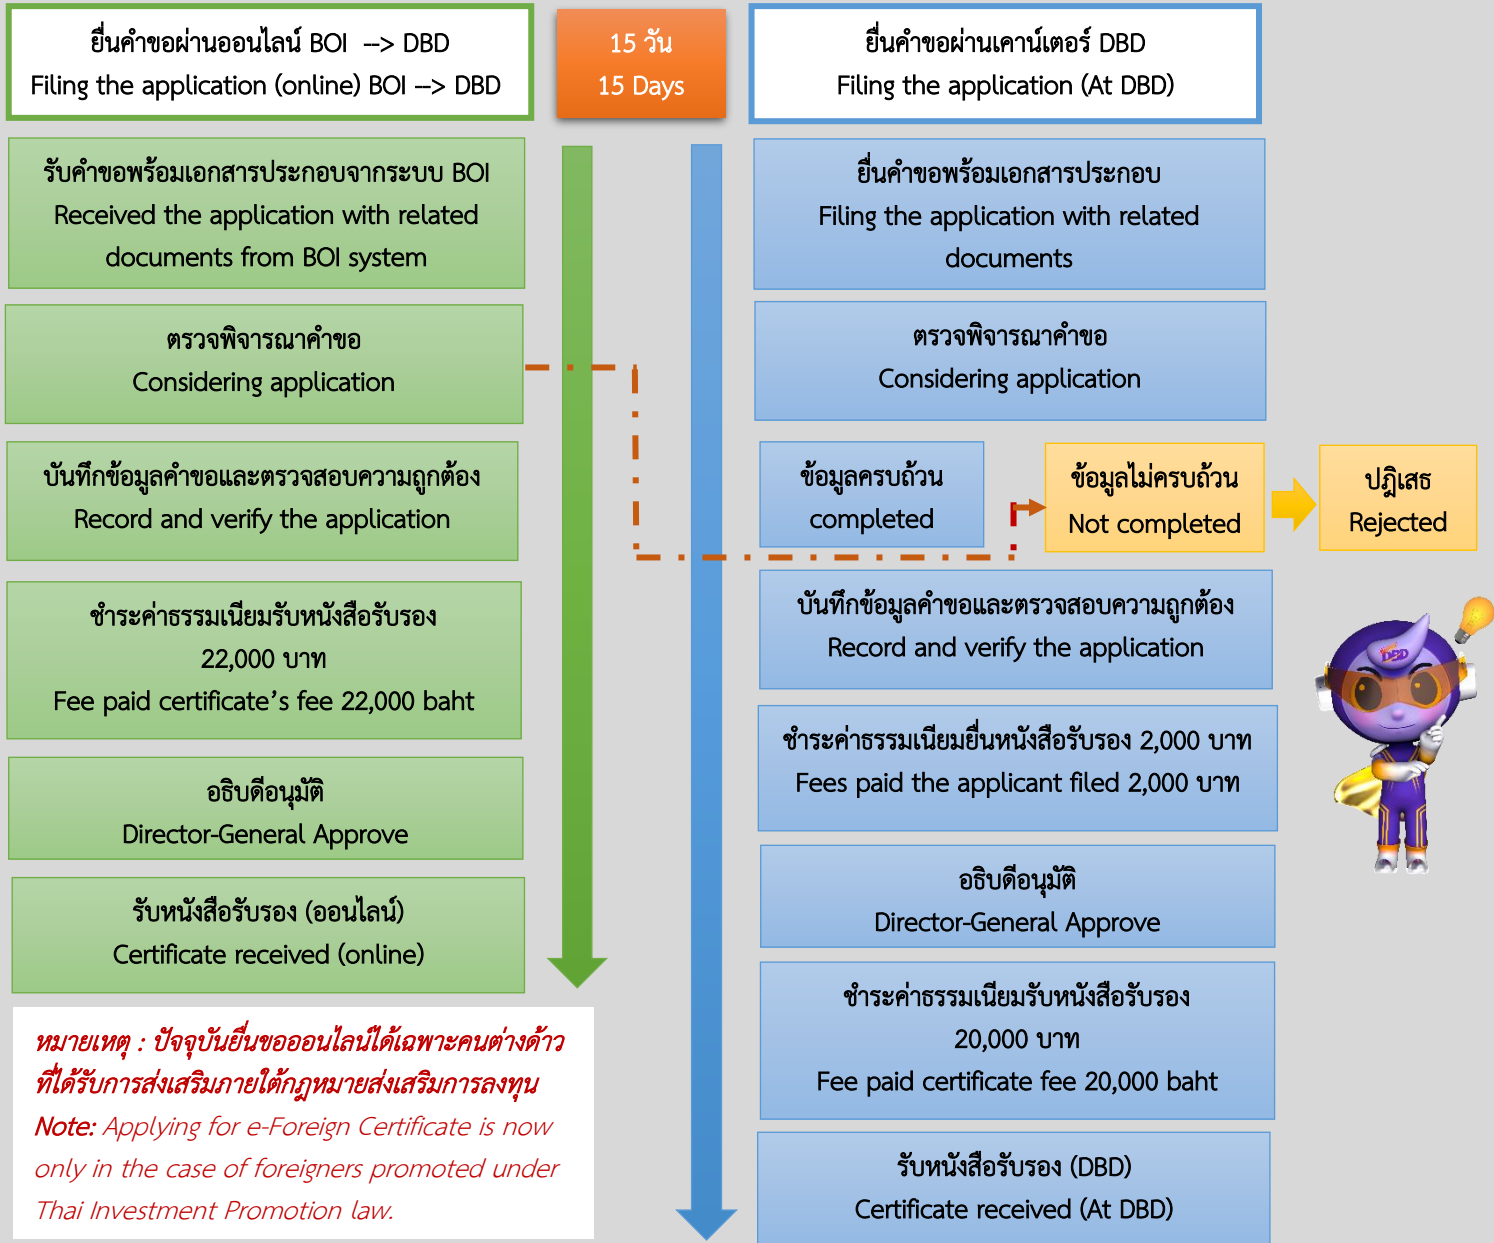 ยื่นคำขอผ่านออนไลน์ BOI --> DBD
Filing the application (online) BOI --> DBD
15 วัน
15 Days
ยื่นคำขอผ่านเคาน์เตอร์ DBD
Filing the application (At DBD)
รับคำขอพร้อมเอกสารประกอบจากระบบ BOI
Received the application with related
documents from BOI system
ตรวจพิจารณาคำขอ
Considering application
บันทึกข้อมูลคำขอและตรวจสอบความถูกต้อง
Record and verify the application
ชำระค่าธรรมเนียมรับหนังสือรับรอง
22,000 บาท
Fee paid certificate’s fee 22,000 baht
อธิบดีอนุมัติ
Director-General Approve
รับหนังสือรับรอง (ออนไลน์)
Certificate received (online)
หมายเหตุ : ปัจจุบันยื่นขอออนไลน์ได้เฉพาะคนต่างด้าว
ที่ได้รับการส่งเสริมภายใต้กฎหมายส่งเสริมการลงทุน
Note: Applying for e-Foreign Certificate is now
only in the case of foreigners promoted under
Thai Investment Promotion law.
ยื่นคำขอพร้อมเอกสารประกอบ
Filing the application with related
documents
ตรวจพิจารณาคำขอ
Considering application
ข้อมูลครบถ้วน
completed
ข้อมูลไม่ครบถ้วน
Not completed
ปฏิเสธ
Rejected
บันทึกข้อมูลคำขอและตรวจสอบความถูกต้อง
Record and verify the application
ชำระค่าธรรมเนียมยื่นหนังสือรับรอง 2,000 บาท
Fees paid the applicant filed 2,000 บาท
อธิบดีอนุมัติ
Director-General Approve
ชำระค่าธรรมเนียมรับหนังสือรับรอง
20,000 บาท
Fee paid certificate fee 20,000 baht
รับหนังสือรับรอง (DBD)
Certificate received (At DBD)
DBD